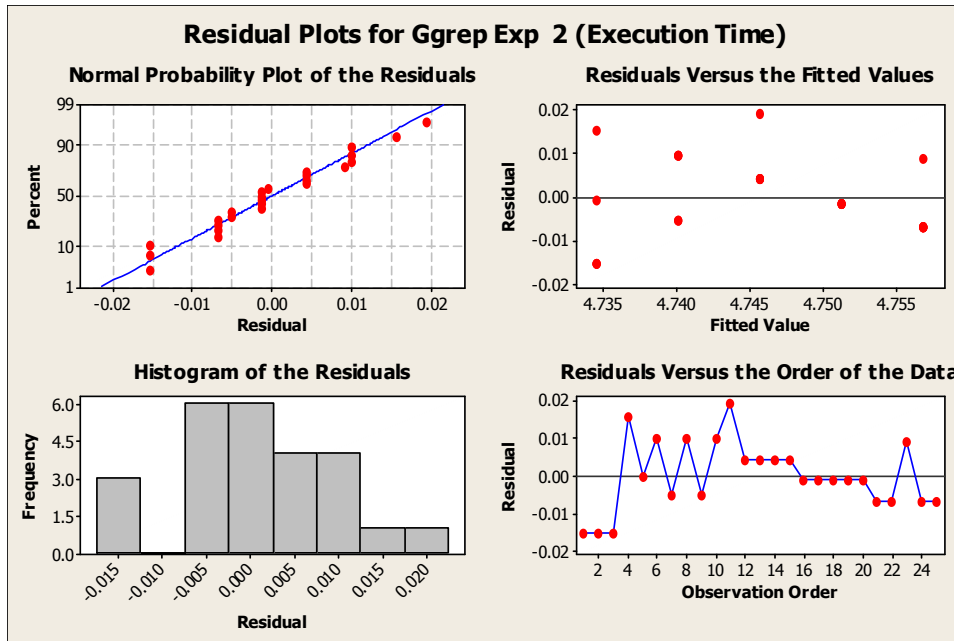 Residual Plots for Ggrep Exp 2 (Execution Time)
Normal Probability Plot of the Residuals
99
90
50
10
1
Percent
-0.02 -0.01 0.00 0.01 0.02
Residual
Residuals Versus the Fitted Values
0.02
0.01
0.00
-0.01
-0.02
Residual
4.735 4.740 4.745 4.750 4.755
Fitted Value
Histogram of the Residuals
6.0
4.5
3.0
1.5
0.0
Frequency
-0.015 -0.010 -0.005 0.000 0.005 0.010 0.015 0.020
Residual
Residuals Versus the Order of the Data
0.02
0.01
0.00
-0.01
-0.02
Residual
2 4 6 8 10 12 14 16 18 20 22 24
Observation Order